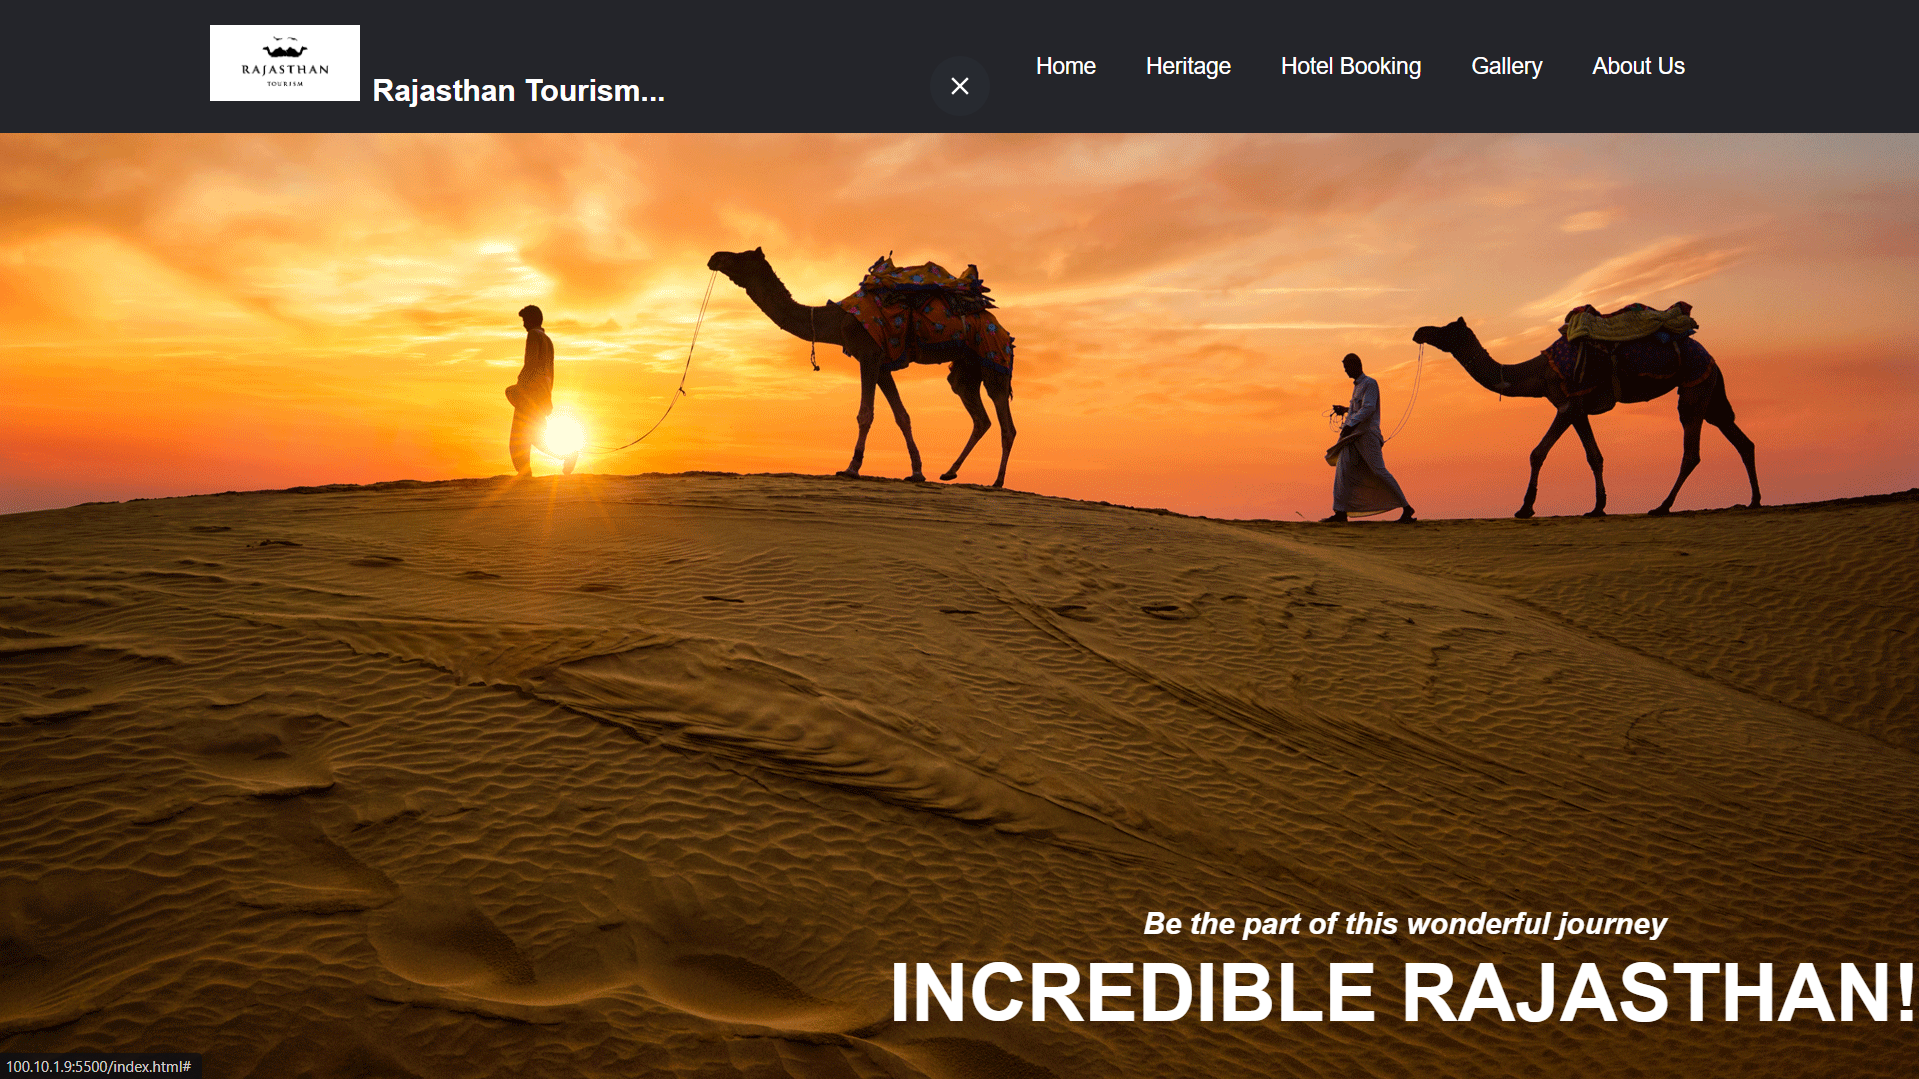 RAJASTHAN
TOURISM
Rajasthan Tourism...
Home
Heritage
Hotel Booking
Gallery
About Us
Be the part of this wonderful journey
INCREDIBLE RAJASTHAN!
100.10.1.9:5500/index.html#